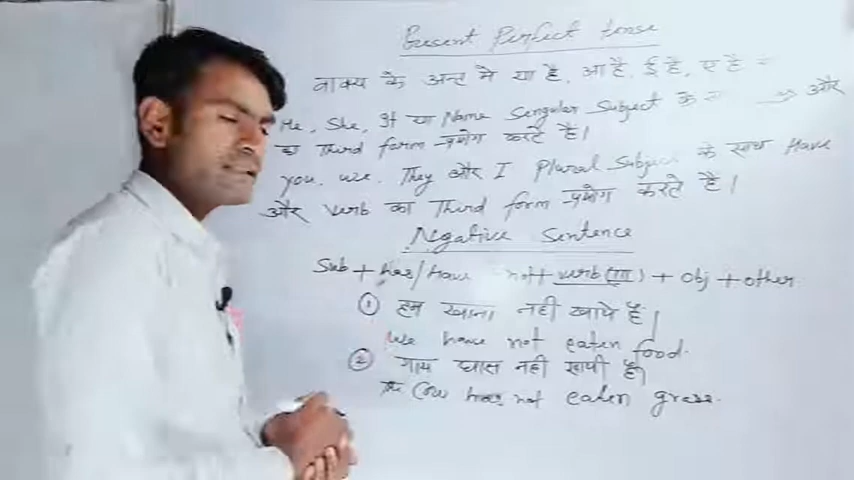 Present Perfect tense
वाक्य के अन्त मे या है, आ है, ई है, ए है =
He, She, It या Name Sengular Subject के और
का Third form प्रयोग करते है।
you, we, They और I Plural Subject के साथ Have
और verb का Third form प्रयोग करते है।
Negative Sentence
Sub + has/have not + verb(III) + obj + other
① हम खाना नही खाये है।
We have not eaten food.
② गाय घास नही खायी है।
The Cow has not eaten grass.